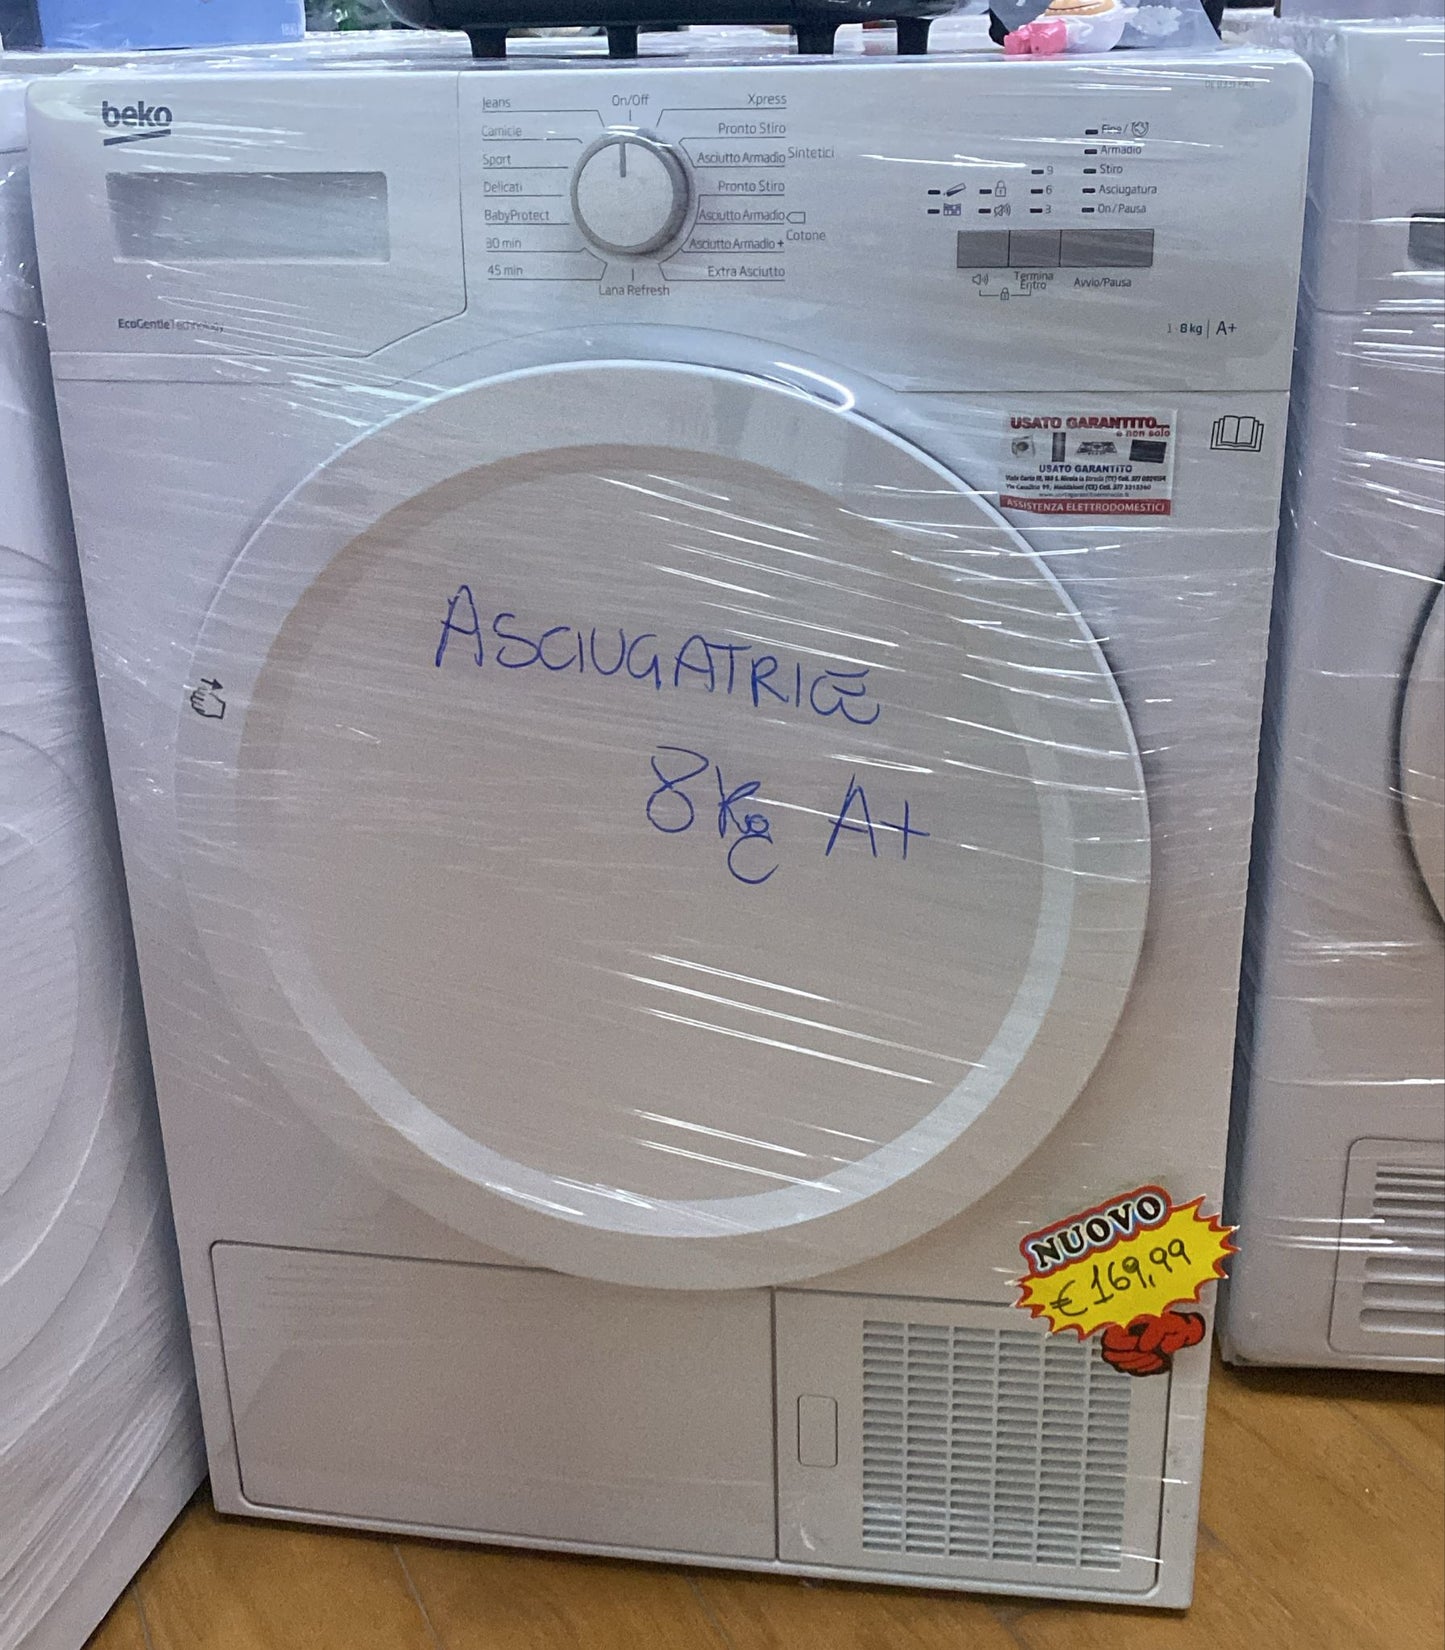 beko
EcoGentle Technology
On/Off
Jeans
Camicie
Sport
Delicati
BabyProtect
30 min
45 min
Lana Refresh
Xpress
Pronto Stiro
Asciutto Armadio
Sintetici
Pronto Stiro
Asciutto Armadio
Asciutto Armadio +
Cotone
Extra Asciutto
9
6
3
Fine /
Armadio
Stiro
Asciugatura
On/Pausa
Termina
Entro
Avvio/Pausa
1-8 kg | A+
USATO GARANTITO...
e non solo
USATO GARANTITO
ASSISTENZA ELETTRODOMESTICI
ASCIUGATRICE
8Kg A+
NUOVO
€ 169,99